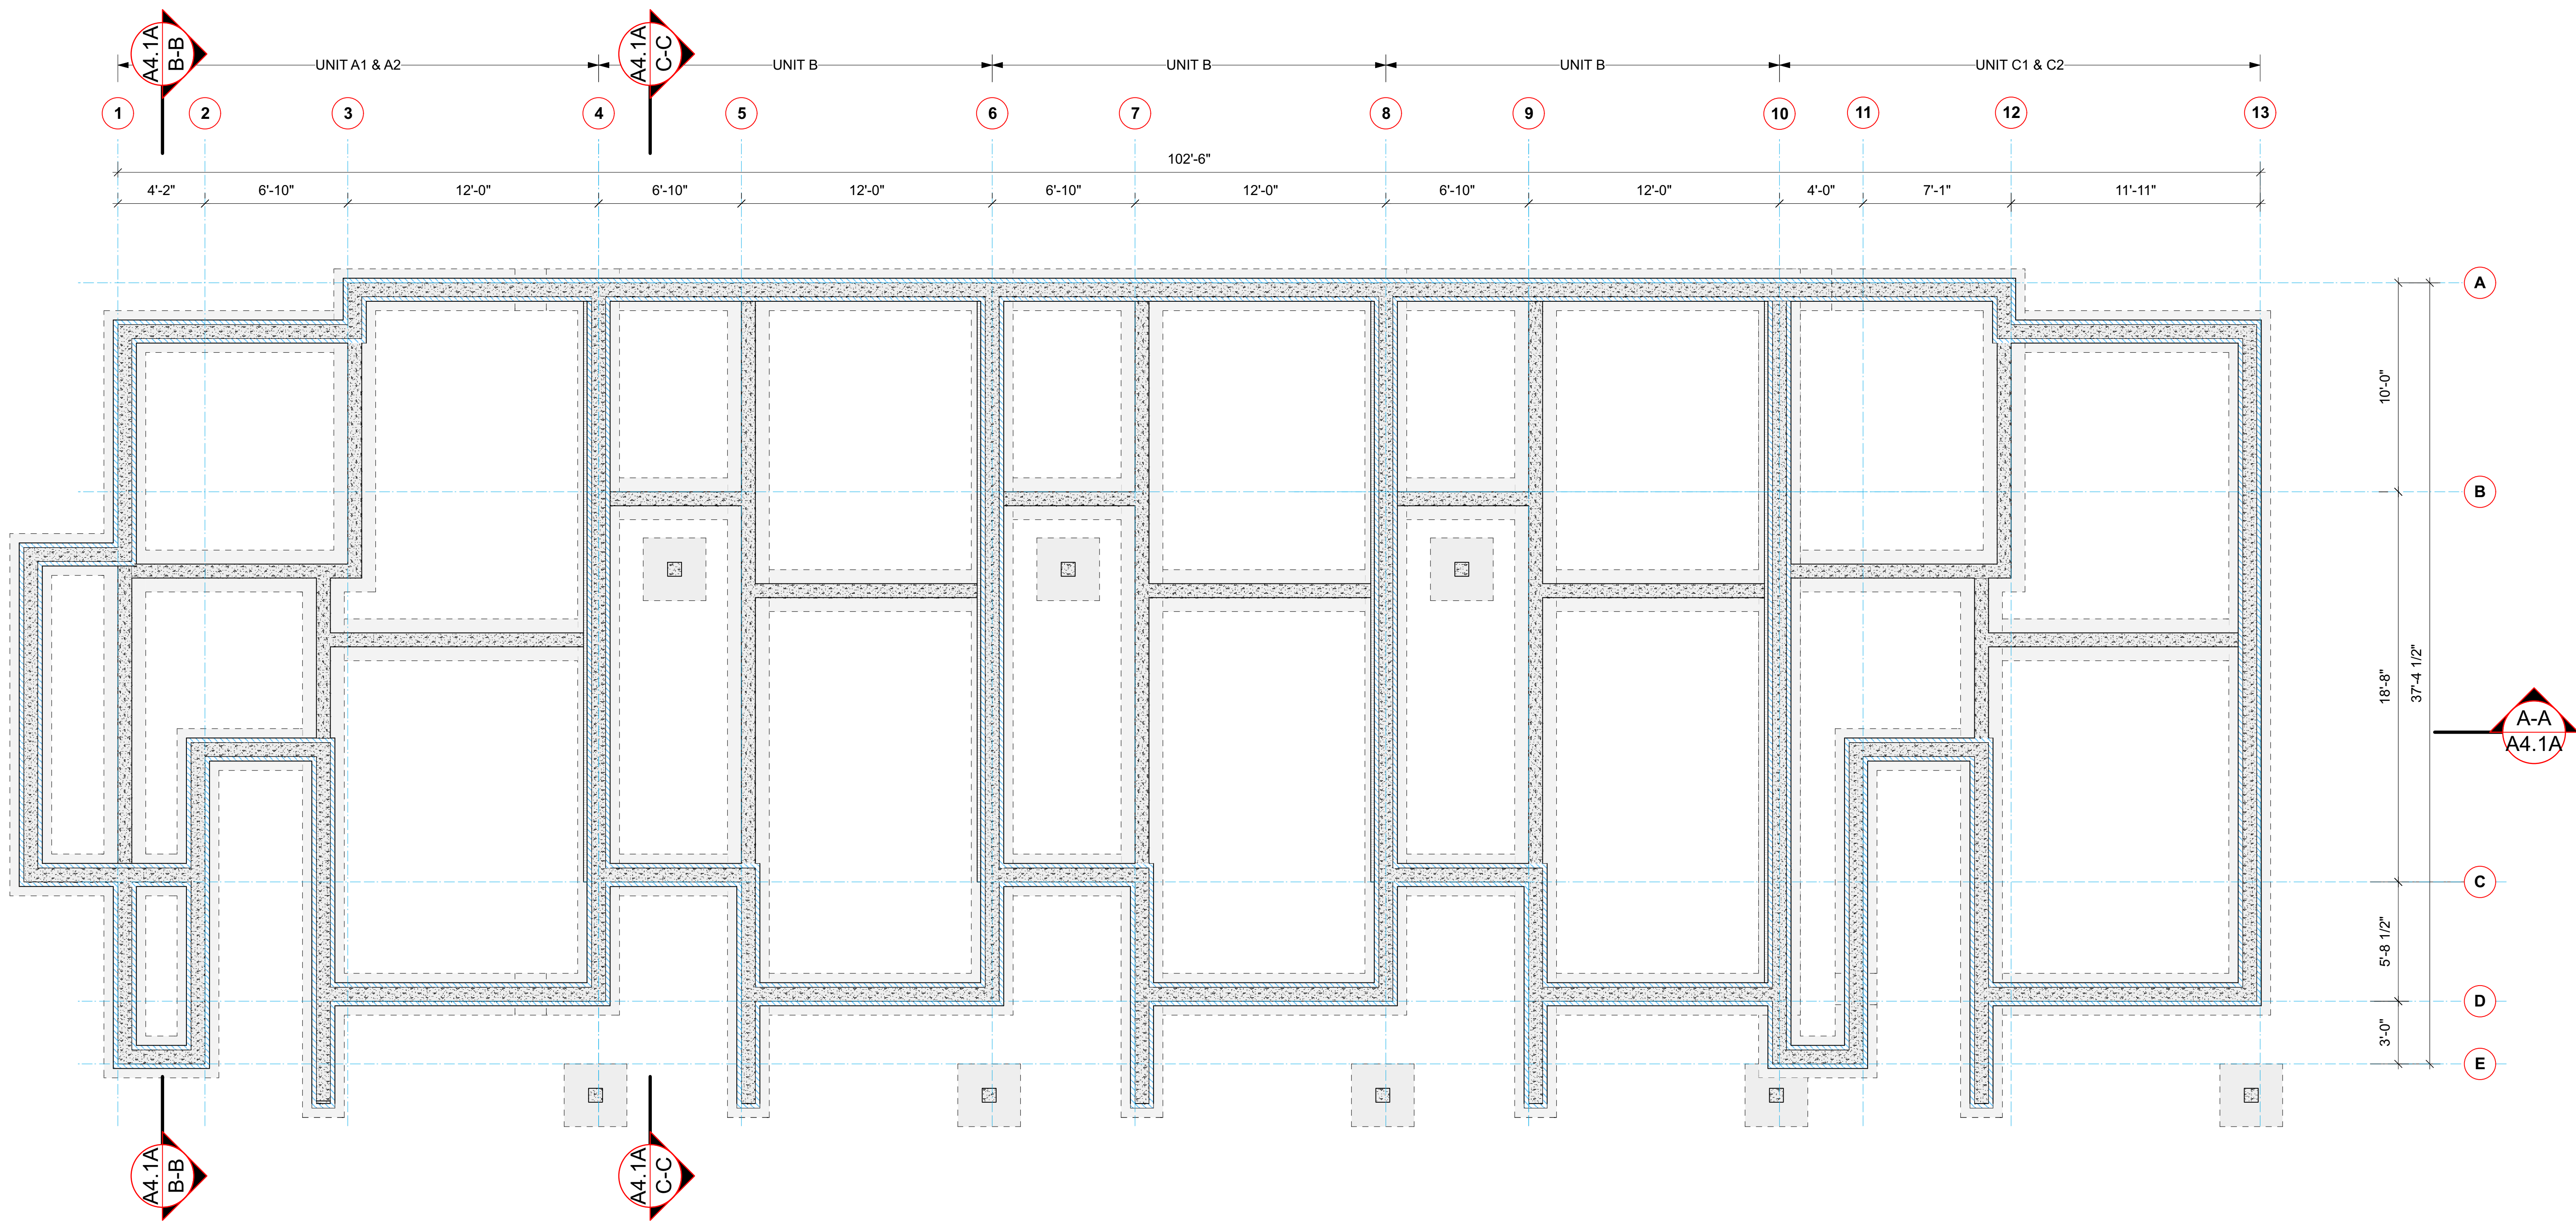 A4.1A B-B
A4.1A C-C
UNIT A1 & A2 UNIT B UNIT B UNIT B UNIT C1 & C2
1 2 3 4 5 6 7 8 9 10 11 12 13
102'-6"
4'-2" 6'-10" 12'-0" 6'-10" 12'-0" 6'-10" 12'-0" 6'-10" 12'-0" 4'-0" 7'-1" 11'-11"
A
10'-0"
B
18'-8"
37'-4 1/2"
A-A
A4.1A
C
5'-8 1/2"
D
3'-0"
E
A4.1A B-B
A4.1A C-C